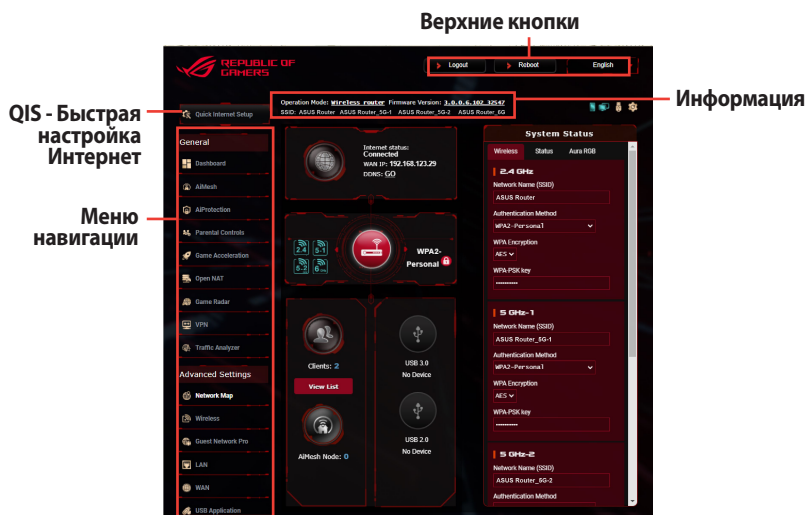 Верхние кнопки
REPUBLIC OF
GAMERS
Logout
Reboot
English
QIS - Быстрая
настройка
Интернет
Quick Internet Setup
Operation Mode: Wireless router Firmware Version: 3.0.0.6.102_32547
SSID: ASUS Router ASUS Router_5G-1 ASUS Router_5G-2 ASUS Router_6G
Информация
Меню
навигации
General
Dashboard
AiMesh
AiProtection
Parental Controls
Game Acceleration
Open NAT
Game Radar
VPN
Traffic Analyzer
Advanced Settings
Network Map
Wireless
Guest Network Pro
LAN
WAN
USB Application
Internet status:
Connected
WAN IP: 192.168.123.29
DDNS: GO
2.4
5-1
5-2
6
WPA2-
Personal
Clients: 2
View List
AiMesh Node: 0
USB 3.0
No Device
USB 2.0
No Device
System Status
Wireless
Status
Aura RGB
2.4 GHz
Network Name (SSID)
ASUS Router
Authentication Method
WPA2-Personal
WPA Encryption
AES
WPA-PSK key
5 GHz-1
Network Name (SSID)
ASUS Router_5G-1
Authentication Method
WPA2-Personal
WPA Encryption
AES
WPA-PSK key
5 GHz-2
Network Name (SSID)
ASUS Router_5G-2
Authentication Method